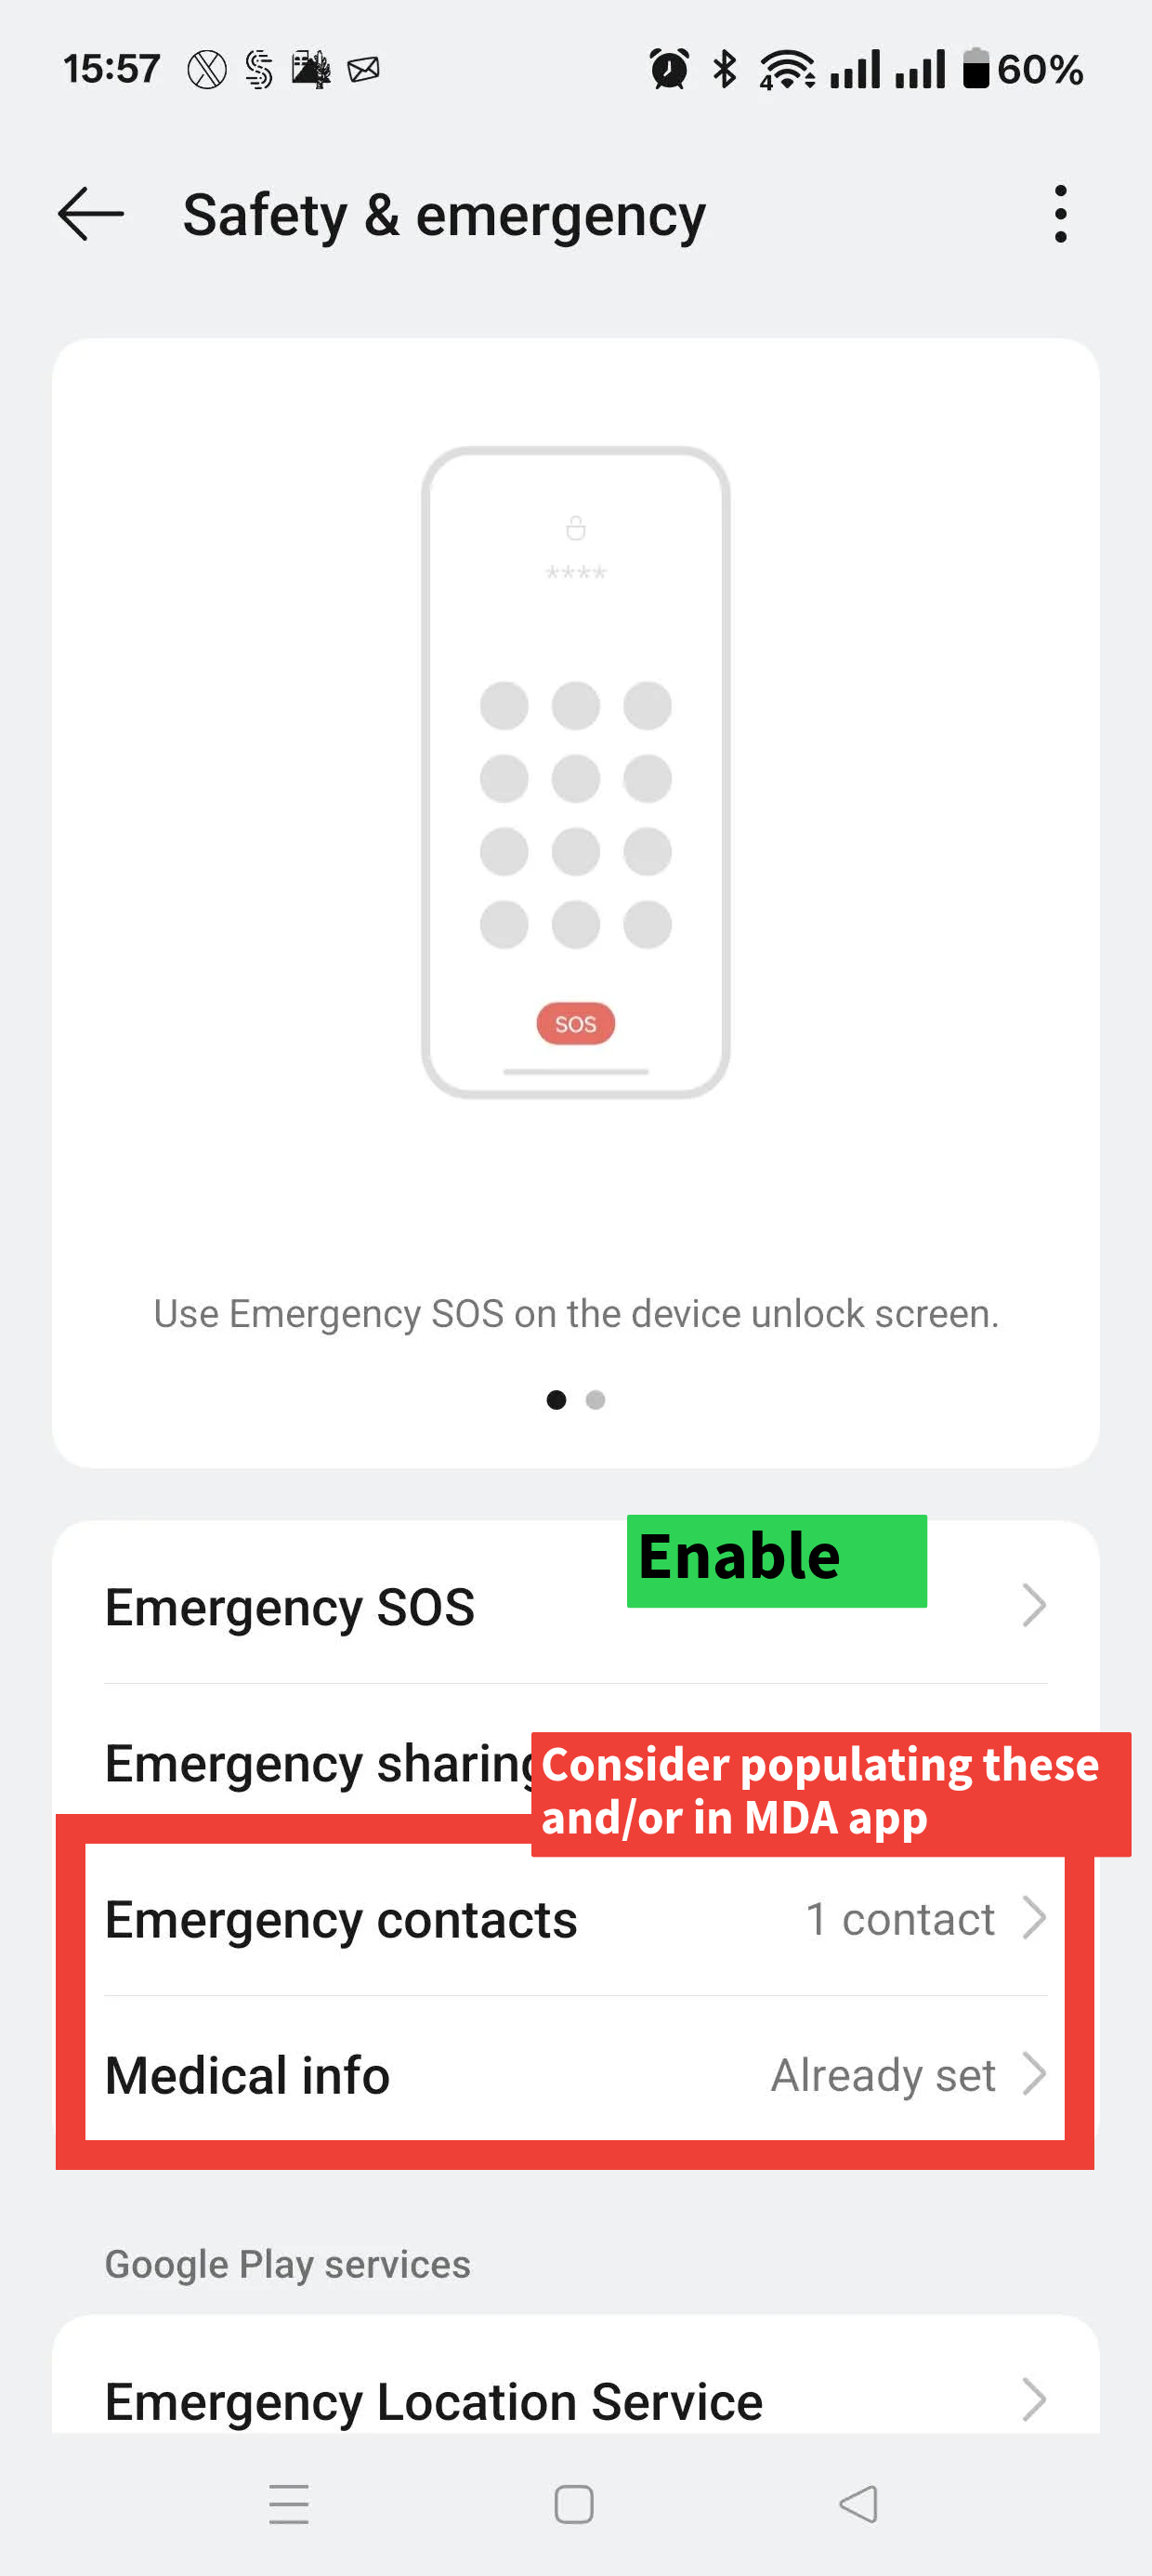 15:57
4
60%
Safety & emergency
****
SOS
Use Emergency SOS on the device unlock screen.
Enable
Emergency SOS
Emergency sharing
Consider populating these
and/or in MDA app
Emergency contacts 1 contact
Medical info Already set
Google Play services
Emergency Location Service